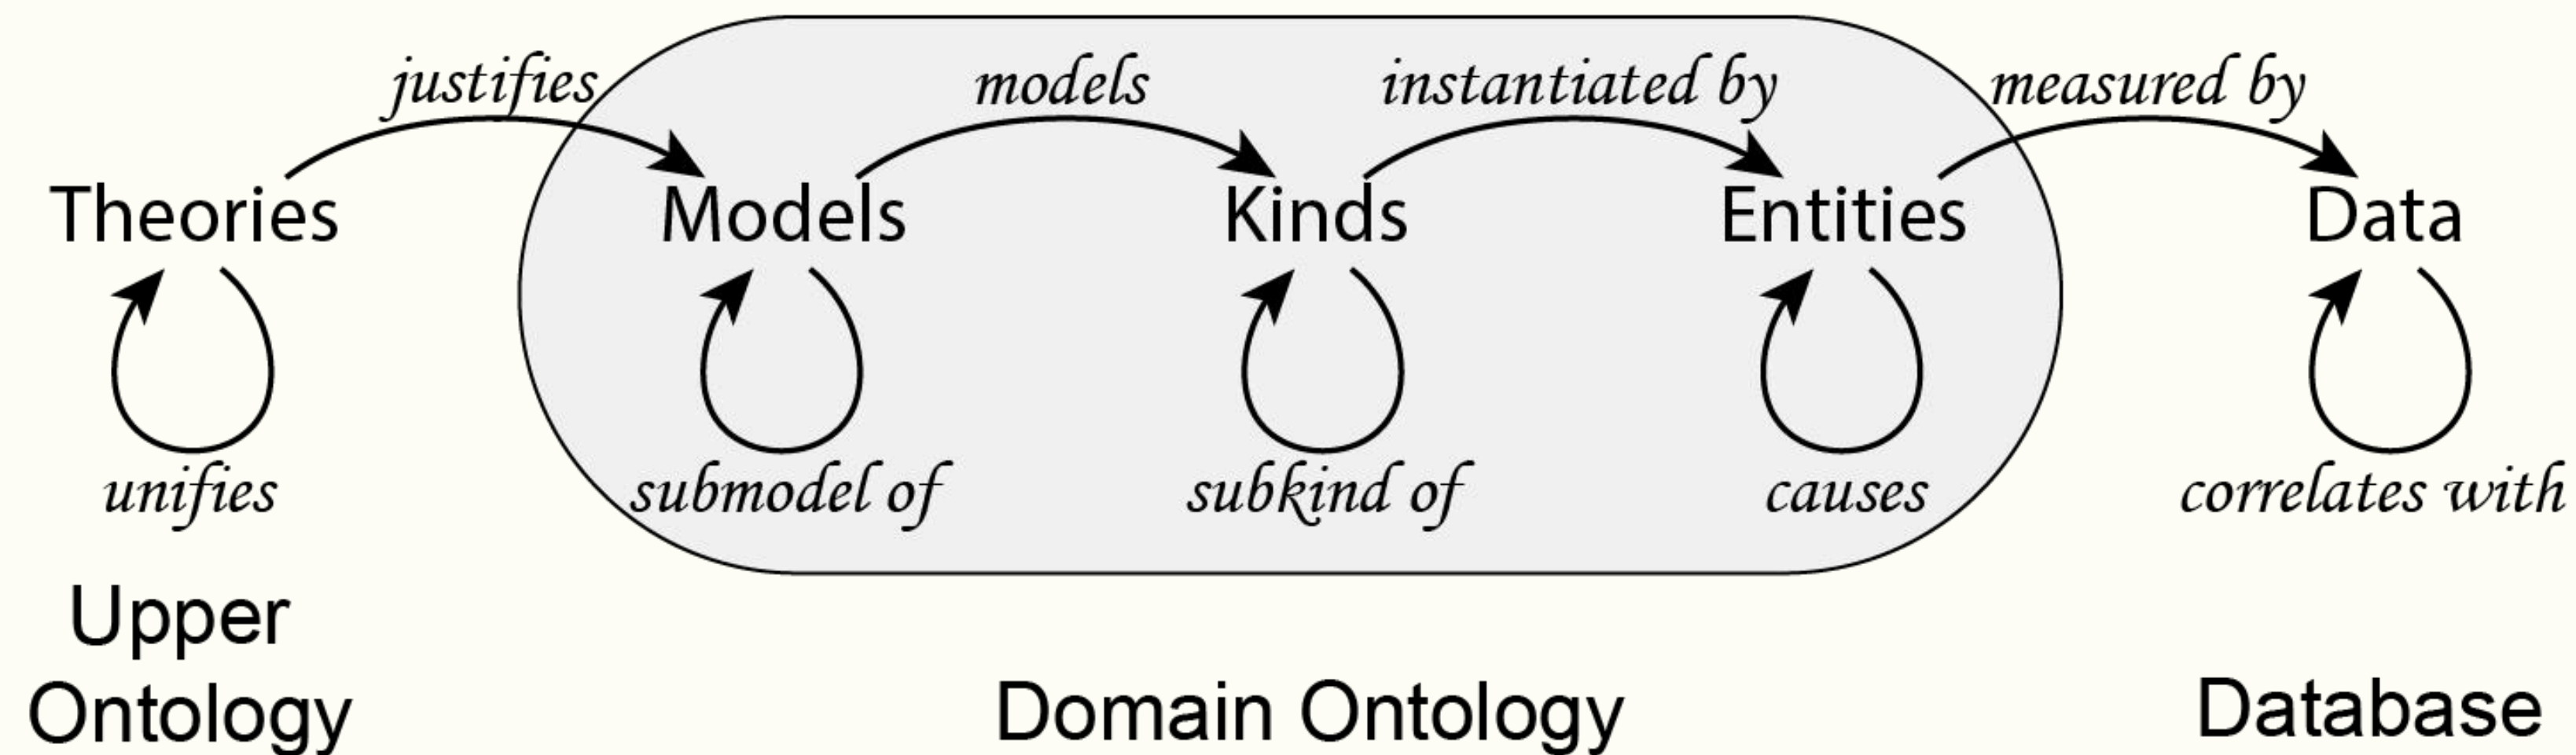 justifies models instantiated by measured by
Theories Models Kinds Entities Data
unifies submodel of subkind of causes correlates with
Upper
Ontology Domain Ontology Database